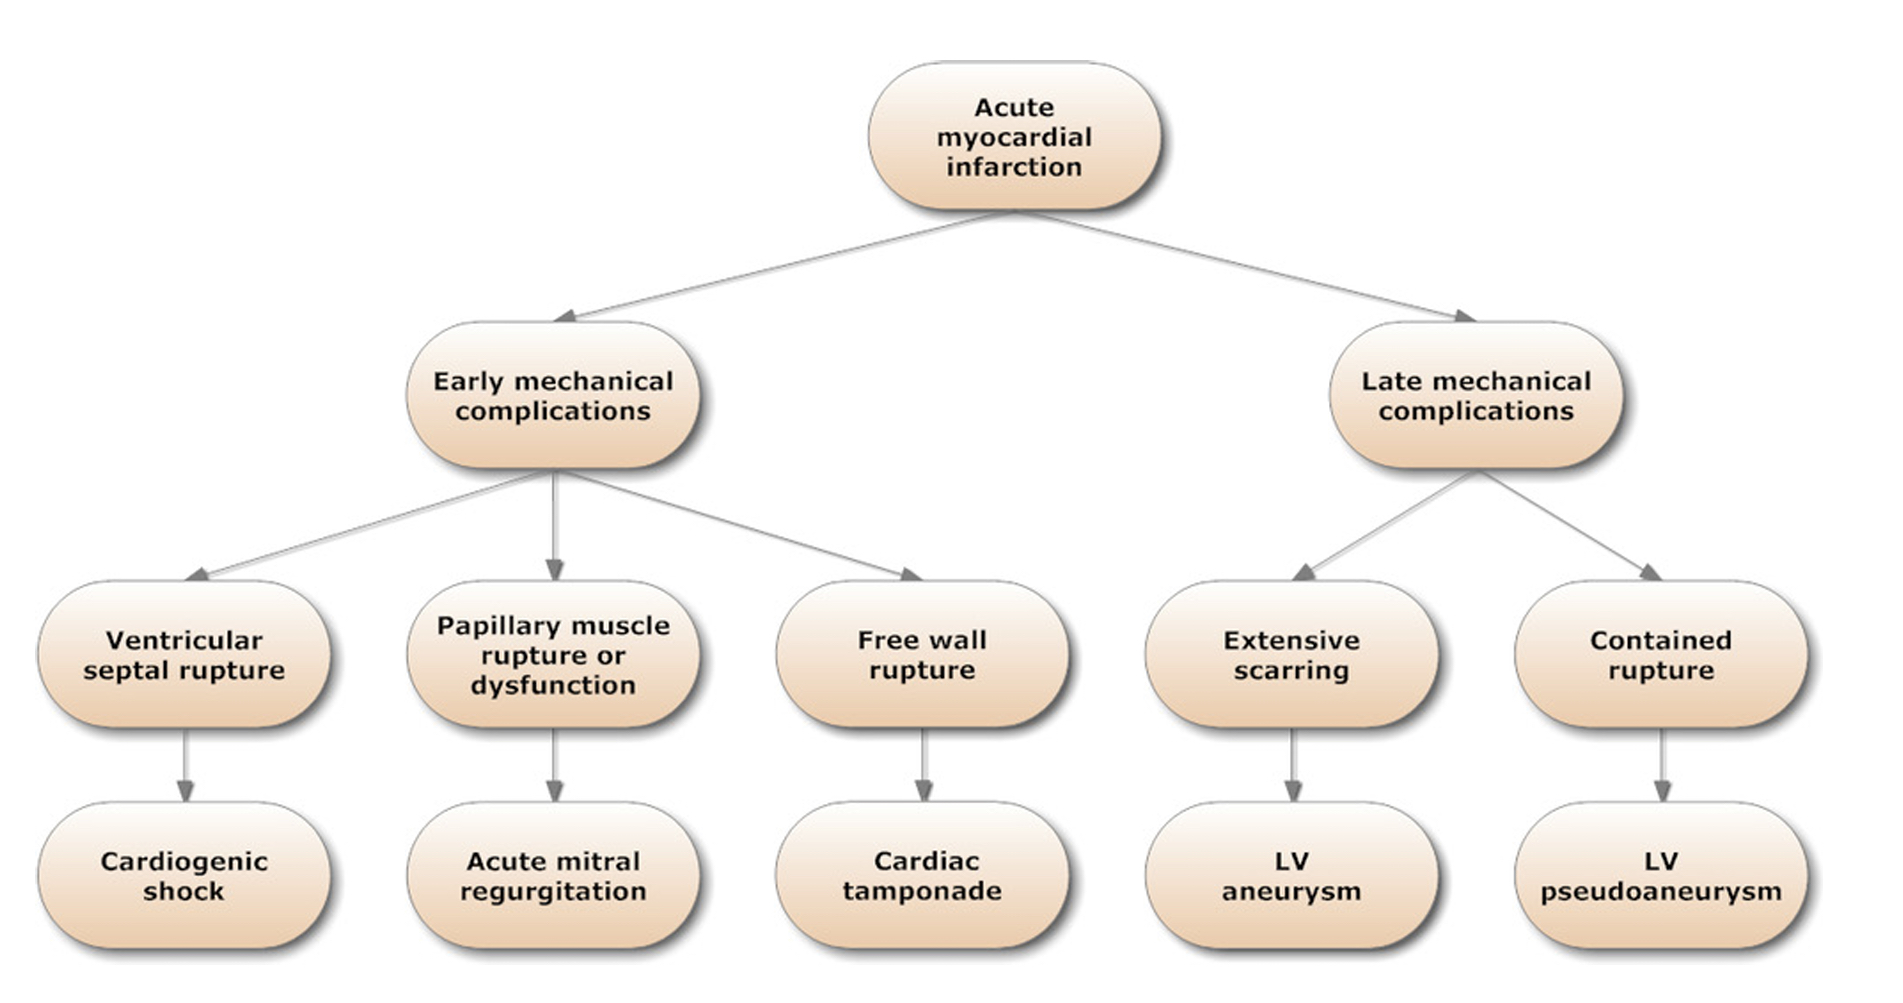 Acute
myocardial
infarction
Early mechanical
complications
Late mechanical
complications
Ventricular
septal rupture
Papillary muscle
rupture or
dysfunction
Free wall
rupture
Extensive
scarring
Contained
rupture
Cardiogenic
shock
Acute mitral
regurgitation
Cardiac
tamponade
LV
aneurysm
LV
pseudoaneurysm